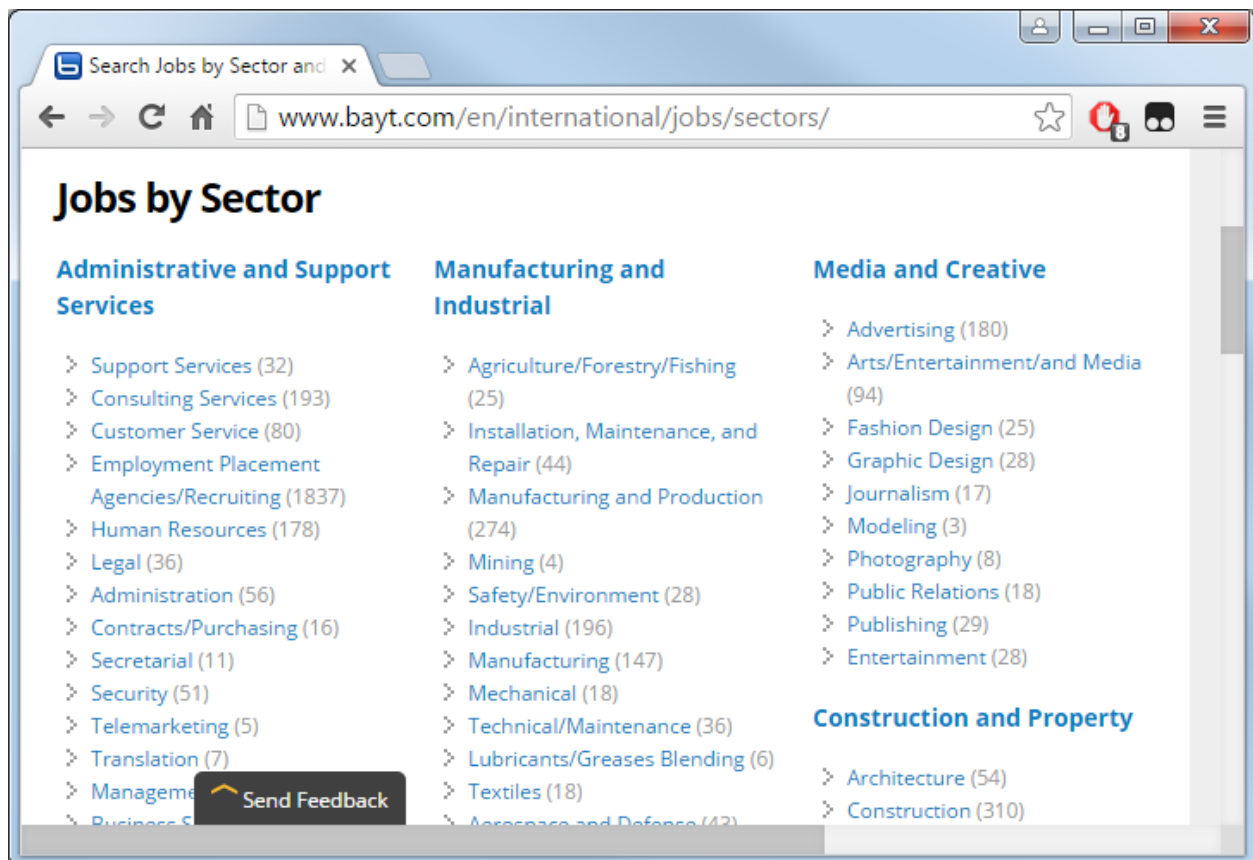 Search Jobs by Sector and
www.bayt.com/en/international/jobs/sectors/
8
Jobs by Sector
Administrative and Support
Services
Support Services (32)
Consulting Services (193)
Customer Service (80)
Employment Placement
Agencies/Recruiting (1837)
Human Resources (178)
Legal (36)
Administration (56)
Contracts/Purchasing (16)
Secretarial (11)
Security (51)
Telemarketing (5)
Translation (7)
Manageme
Business S
Send Feedback
Manufacturing and
Industrial
Agriculture/Forestry/Fishing
(25)
Installation, Maintenance, and
Repair (44)
Manufacturing and Production
(274)
Mining (4)
Safety/Environment (28)
Industrial (196)
Manufacturing (147)
Mechanical (18)
Technical/Maintenance (36)
Lubricants/Greases Blending (6)
Textiles (18)
Aerospace and Defense (43)
Media and Creative
Advertising (180)
Arts/Entertainment/and Media
(94)
Fashion Design (25)
Graphic Design (28)
Journalism (17)
Modeling (3)
Photography (8)
Public Relations (18)
Publishing (29)
Entertainment (28)
Construction and Property
Architecture (54)
Construction (310)